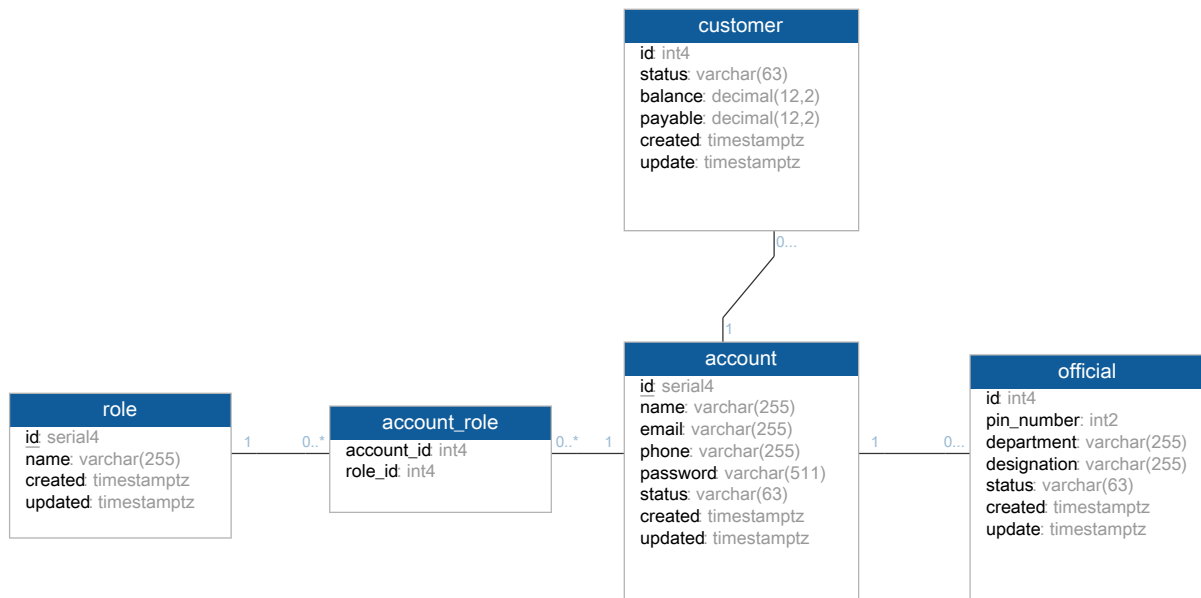 customer
id: int4
status: varchar(63)
balance: decimal(12,2)
payable: decimal(12,2)
created: timestamptz
update: timestamptz
0...
1
role
id: serial4
name: varchar(255)
created: timestamptz
updated: timestamptz
1
0..*
account_role
account_id: int4
role_id: int4
0..*
1
account
id: serial4
name: varchar(255)
email: varchar(255)
phone: varchar(255)
password: varchar(511)
status: varchar(63)
created: timestamptz
updated: timestamptz
1
0...
official
id: int4
pin_number: int2
department: varchar(255)
designation: varchar(255)
status: varchar(63)
created: timestamptz
update: timestamptz